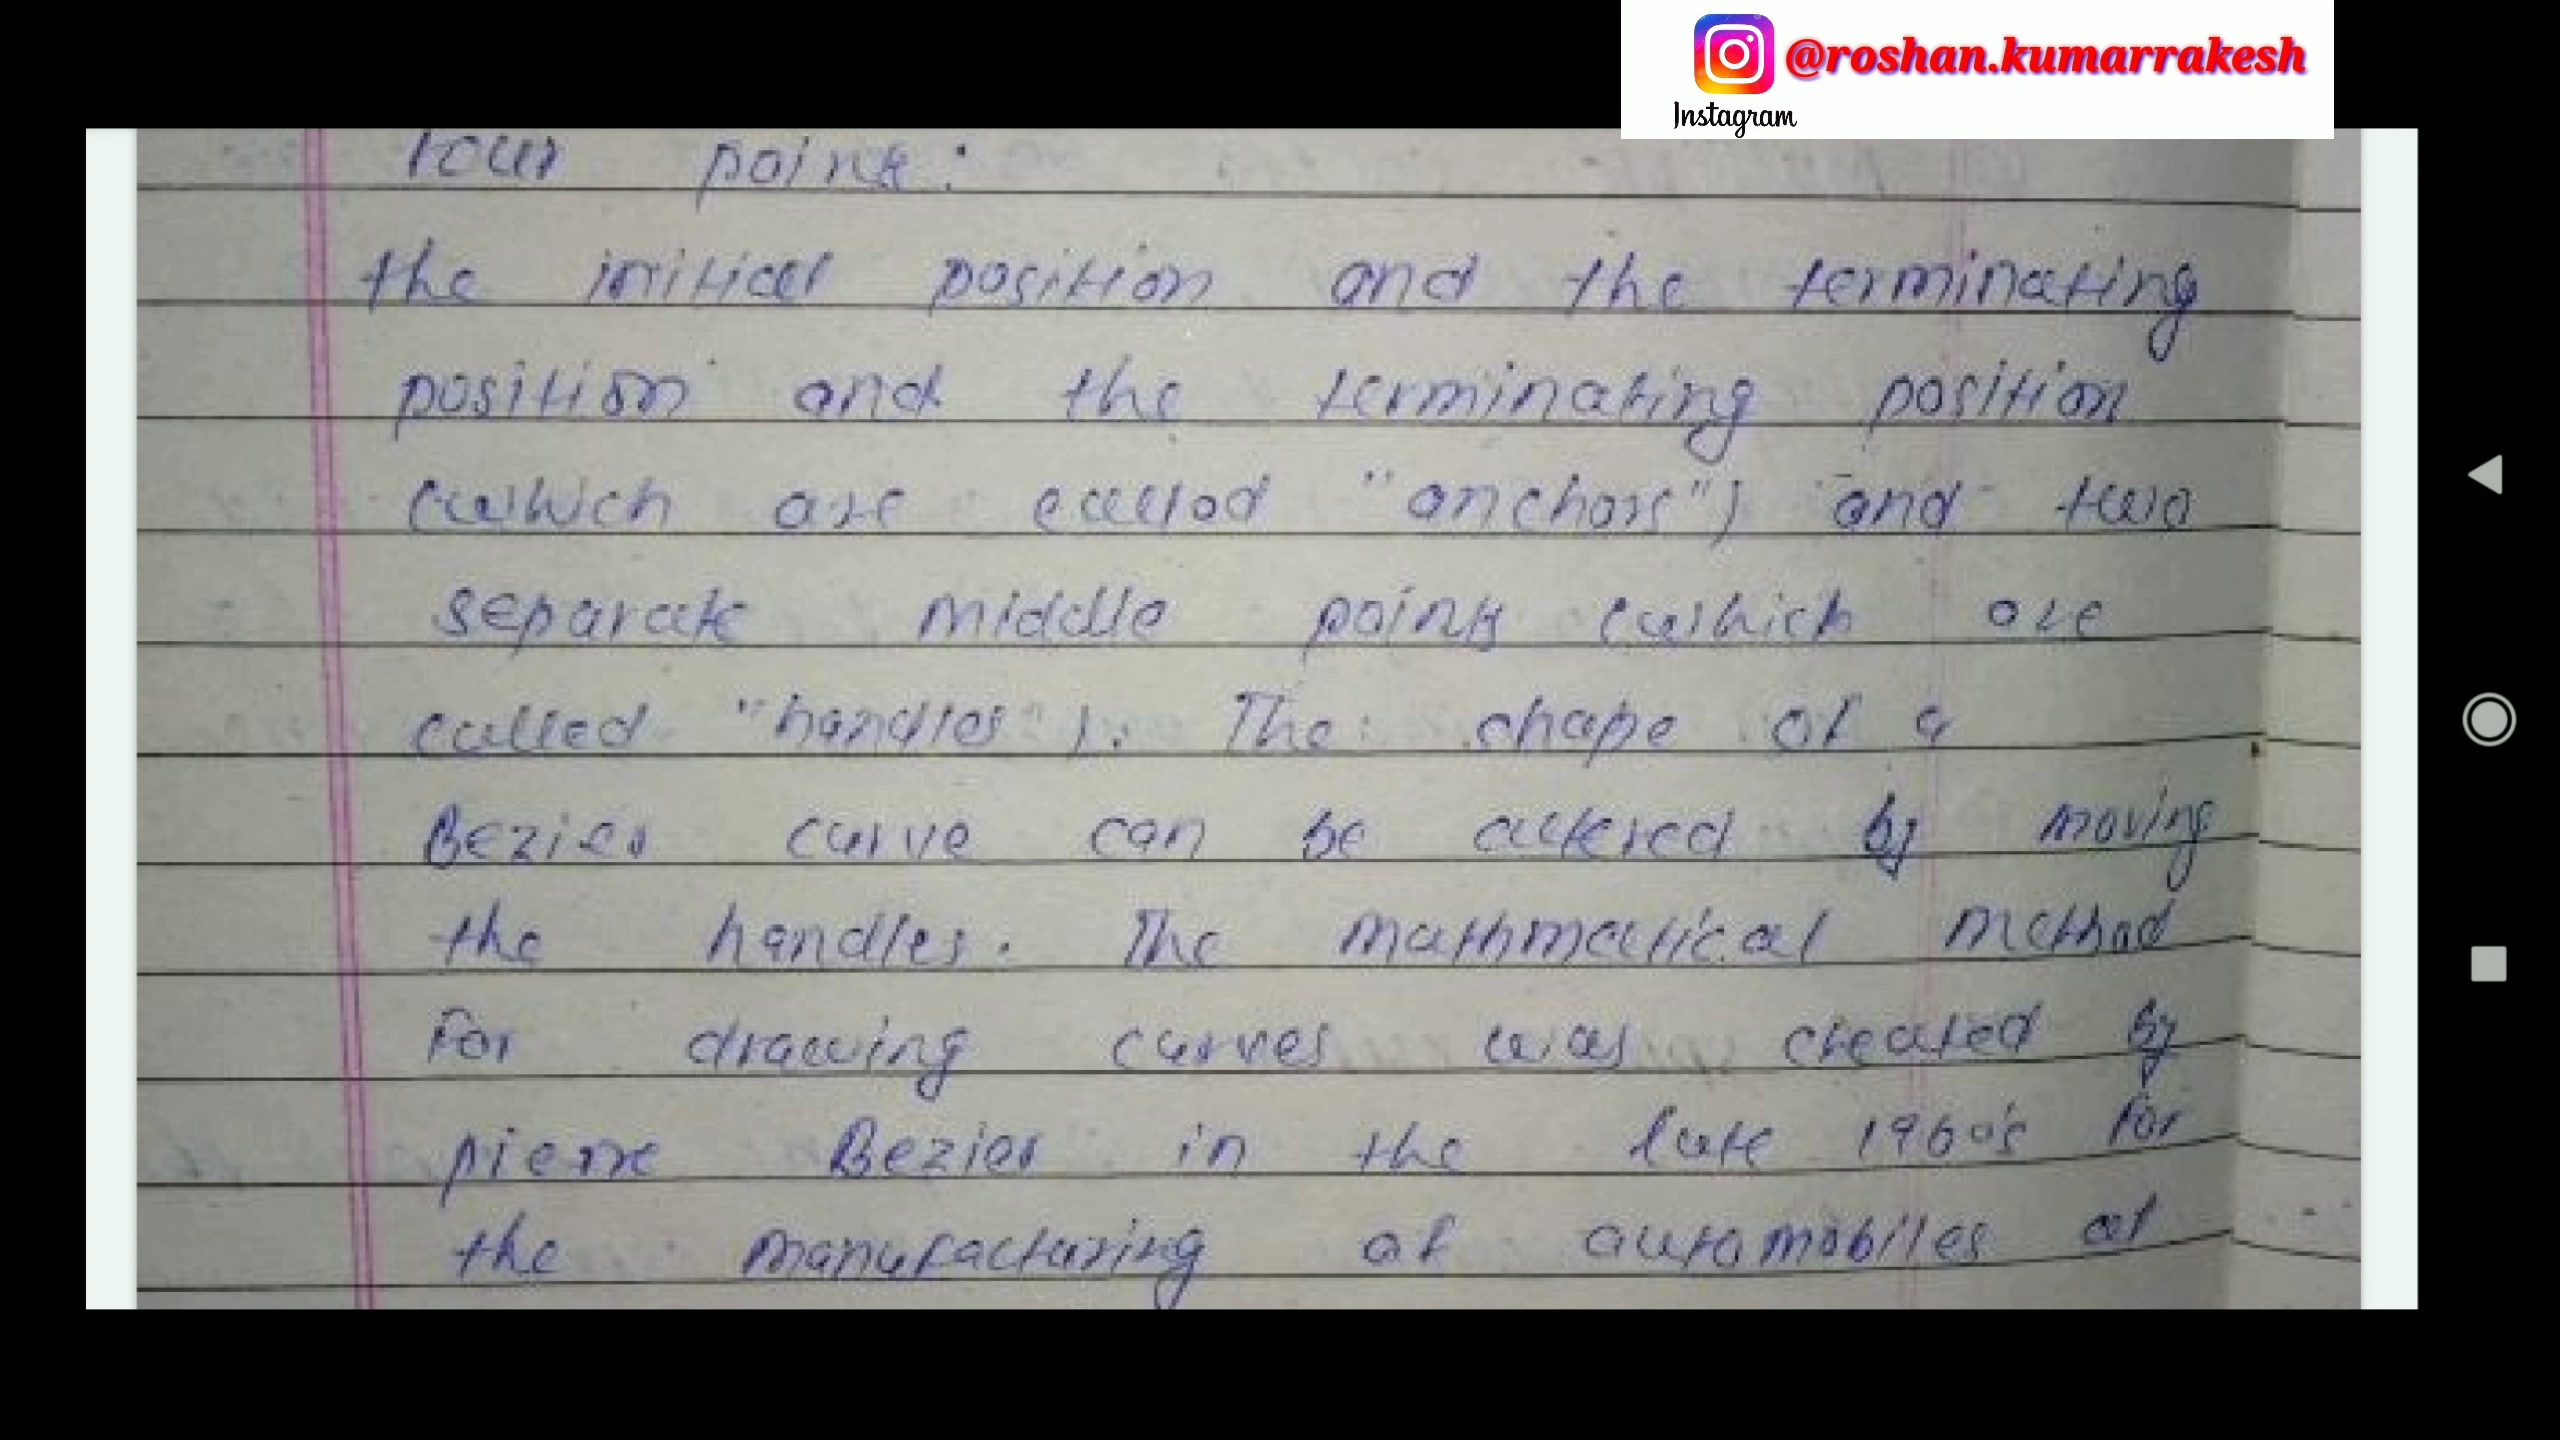 @roshan.kumarrakesh
Instagram
four points:
the initial position and the terminating
position and the terminating position
(which are called "anchors") and two
separate middle points (which are
called "handles"). The shape of a
Bezier curve can be altered by moving
the handles. The mathmeatical method
For drawing curves was created by
pierre Bezier in the late 1960's For
the manufacturing of automobiles at